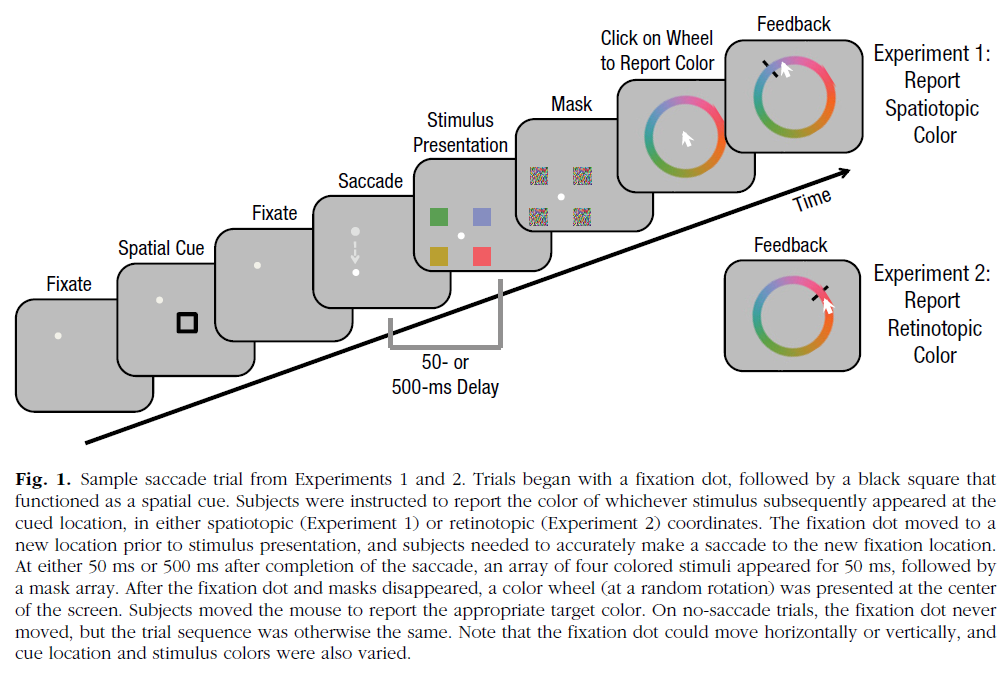 Fixate
Spatial Cue
Fixate
Saccade
Stimulus
Presentation
Mask
Click on Wheel
to Report Color
Feedback
Experiment 1:
Report
Spatiotopic
Color
Time
50- or
500-ms Delay
Feedback
Experiment 2:
Report
Retinotopic
Color
Fig. 1. Sample saccade trial from Experiments 1 and 2. Trials began with a fixation dot, followed by a black square that
functioned as a spatial cue. Subjects were instructed to report the color of whichever stimulus subsequently appeared at the
cued location, in either spatiotopic (Experiment 1) or retinotopic (Experiment 2) coordinates. The fixation dot moved to a
new location prior to stimulus presentation, and subjects needed to accurately make a saccade to the new fixation location.
At either 50 ms or 500 ms after completion of the saccade, an array of four colored stimuli appeared for 50 ms, followed by
a mask array. After the fixation dot and masks disappeared, a color wheel (at a random rotation) was presented at the center
of the screen. Subjects moved the mouse to report the appropriate target color. On no-saccade trials, the fixation dot never
moved, but the trial sequence was otherwise the same. Note that the fixation dot could move horizontally or vertically, and
cue location and stimulus colors were also varied.